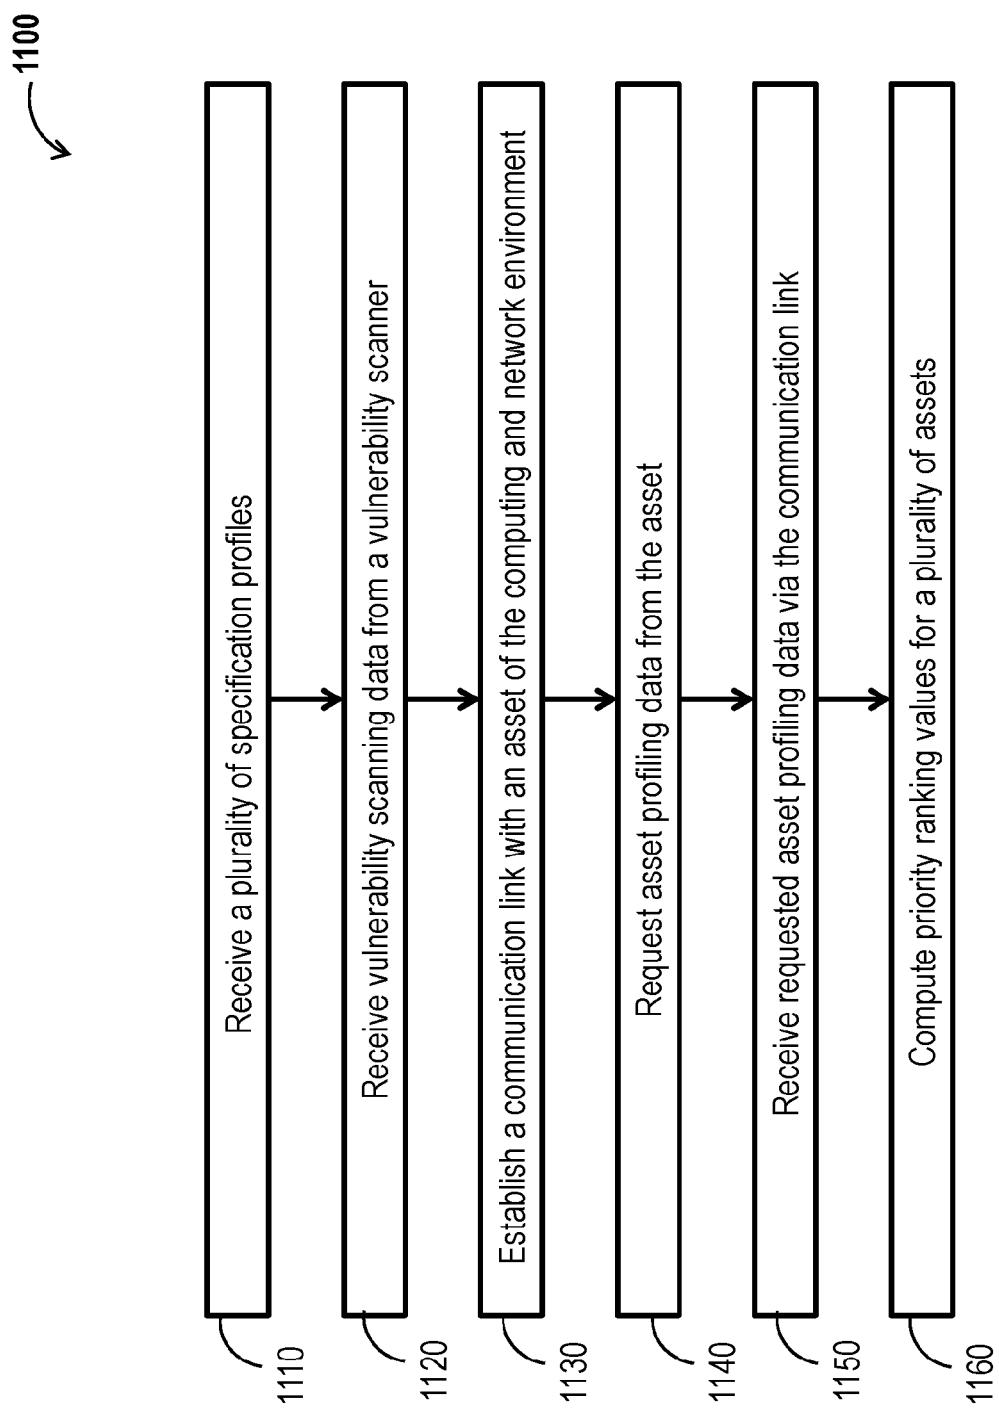 1100
Receive a plurality of specification profiles
1110
Receive vulnerability scanning data from a vulnerability scanner
1120
Establish a communication link with an asset of the computing and network environment
1130
Request asset profiling data from the asset
1140
Receive requested asset profiling data via the communication link
1150
Compute priority ranking values for a plurality of assets
1160